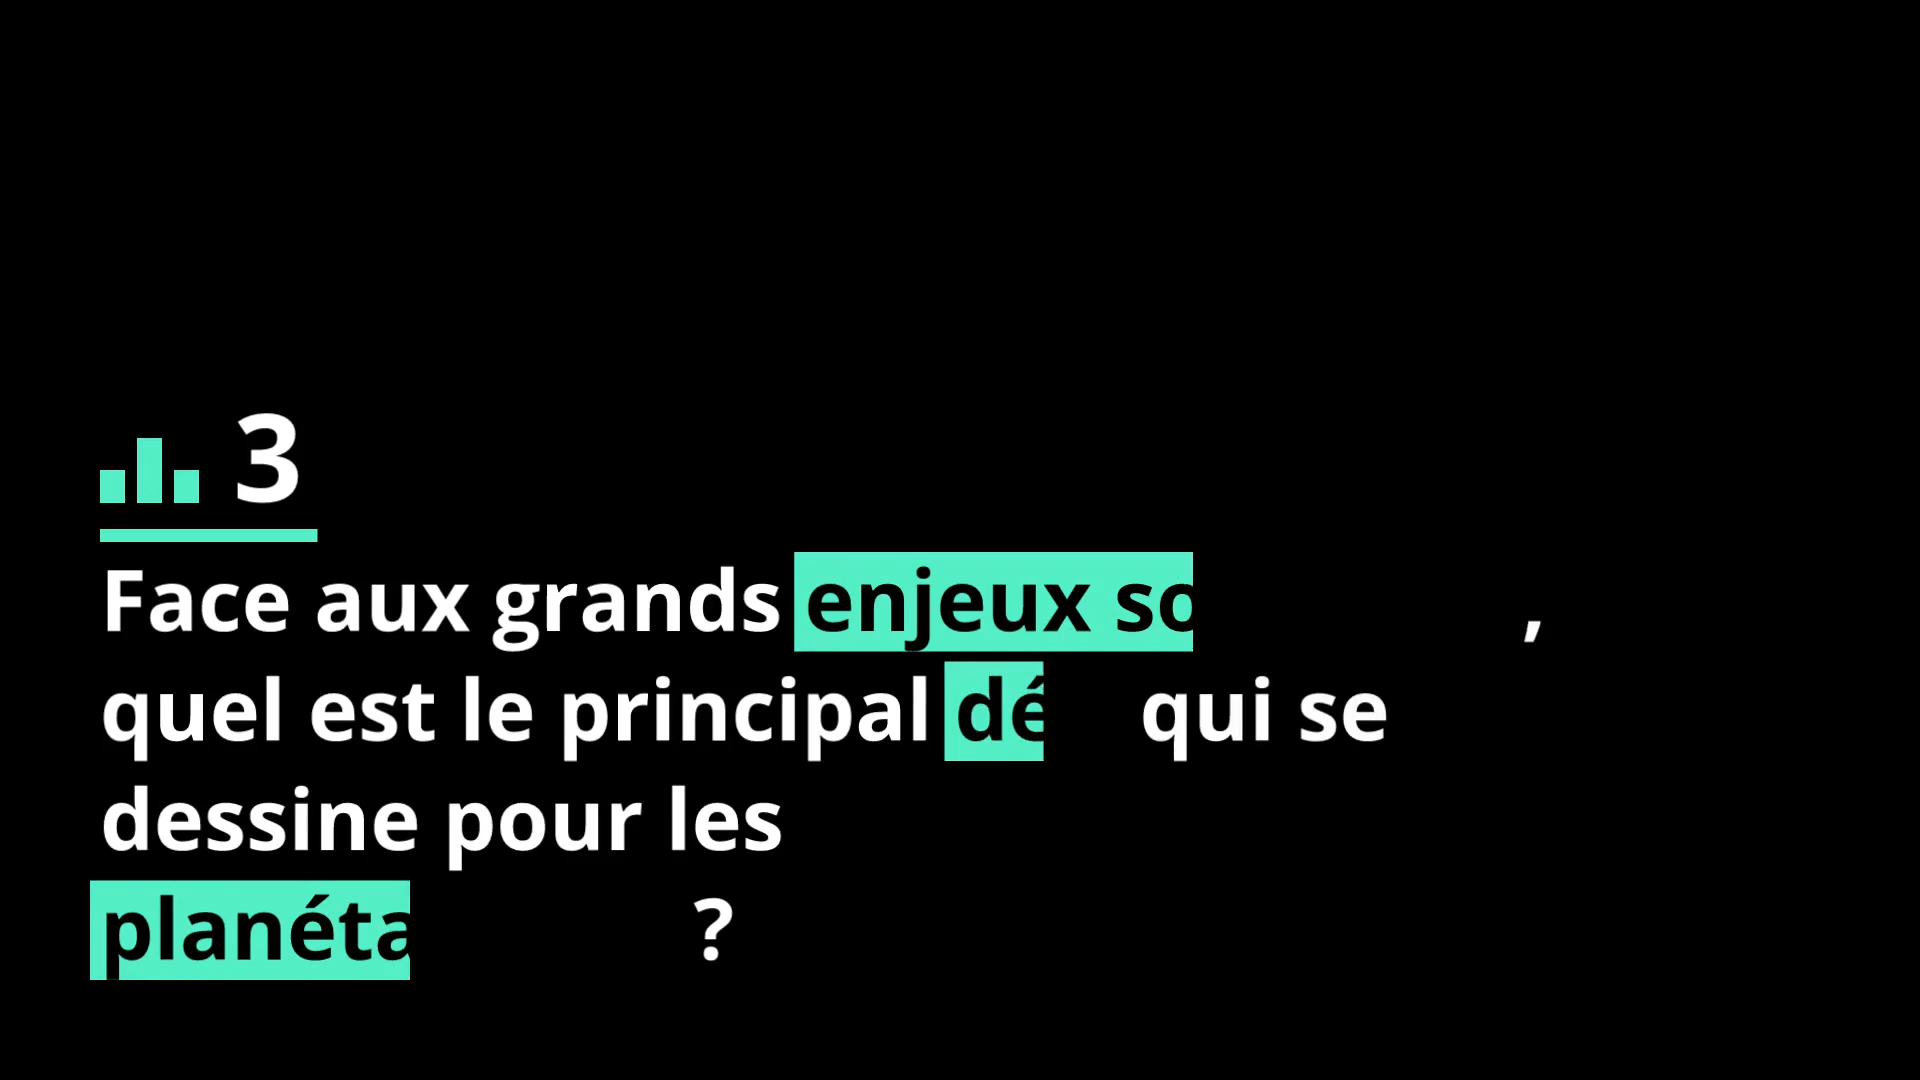 3
Face aux grands enjeux so ,
quel est le principal dé qui se
dessine pour les
planéta ?